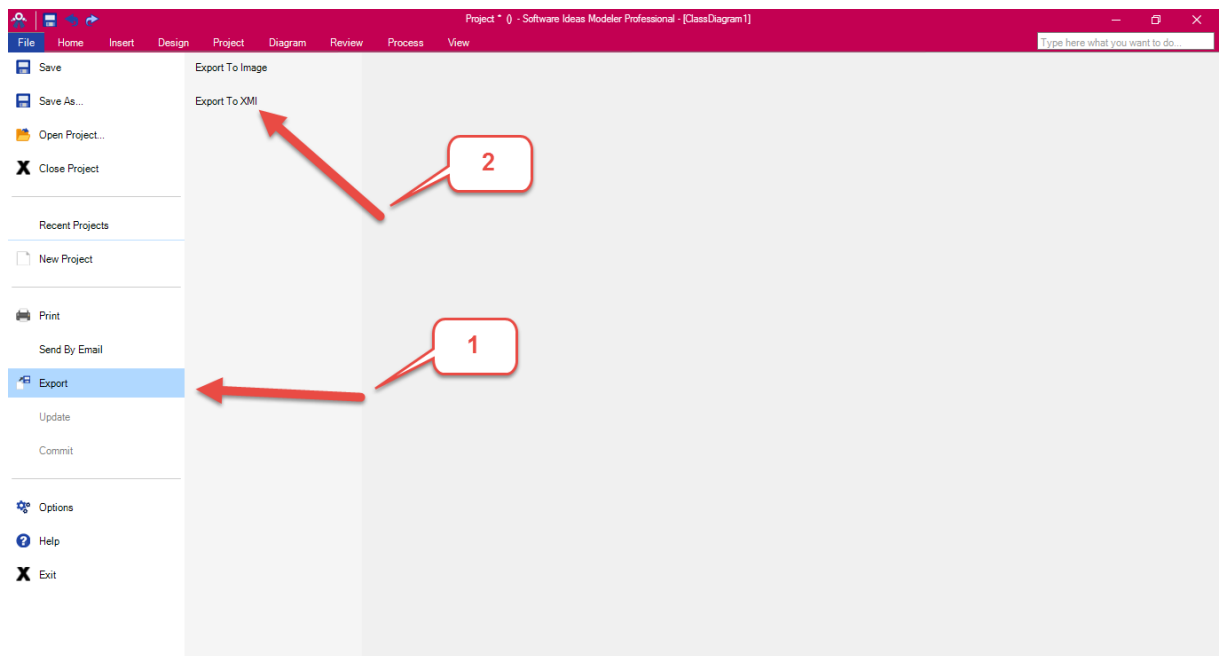 Project * () - Software Ideas Modeler Professional - [ClassDiagram1]
File Home Insert Design Project Diagram Review Process View Type here what you want to do...
Save Export To Image
Save As... Export To XMI
Open Project...
2
Close Project
Recent Projects
New Project
Print
1
Send By Email
Export
Update
Commit
Options
Help
Exit